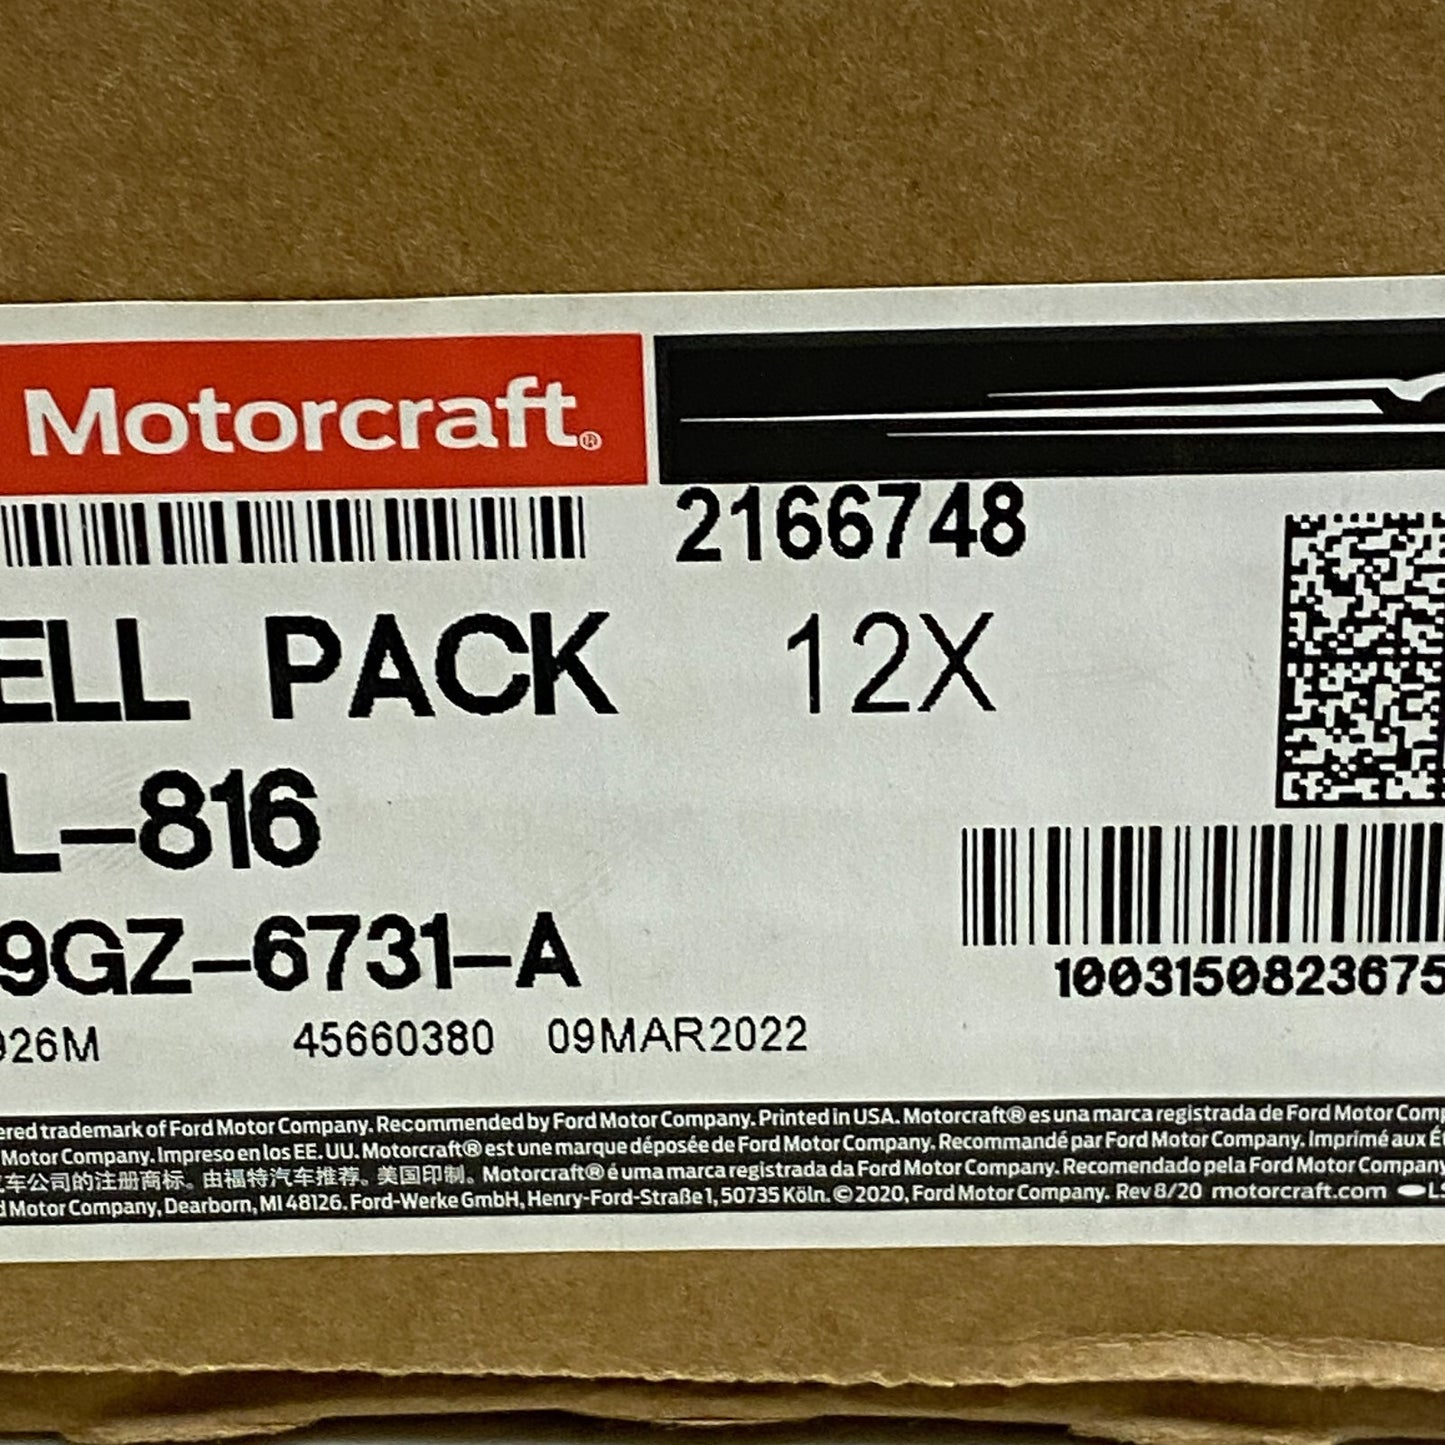 Motorcraft®
2166748
ELL PACK 12X
L-816
9GZ-6731-A
1003150823675
926M 45660380 09MAR2022
ered trademark of Ford Motor Company. Recommended by Ford Motor Company. Printed in USA. Motorcraft® es una marca registrada de Ford Motor Comp
Motor Company. Impreso en los EE. UU. Motorcraft® est une marque déposée de Ford Motor Company. Recommandé par Ford Motor Company. Imprimé aux É
汽车公司的注册商标。由福特汽车推荐。美国印制。Motorcraft® é uma marca registrada da Ford Motor Company. Recomendado pela Ford Motor Company
d Motor Company, Dearborn, MI 48126. Ford-Werke GmbH, Henry-Ford-Straße 1, 50735 Köln. ©2020, Ford Motor Company. Rev 8/20 motorcraft.com LS